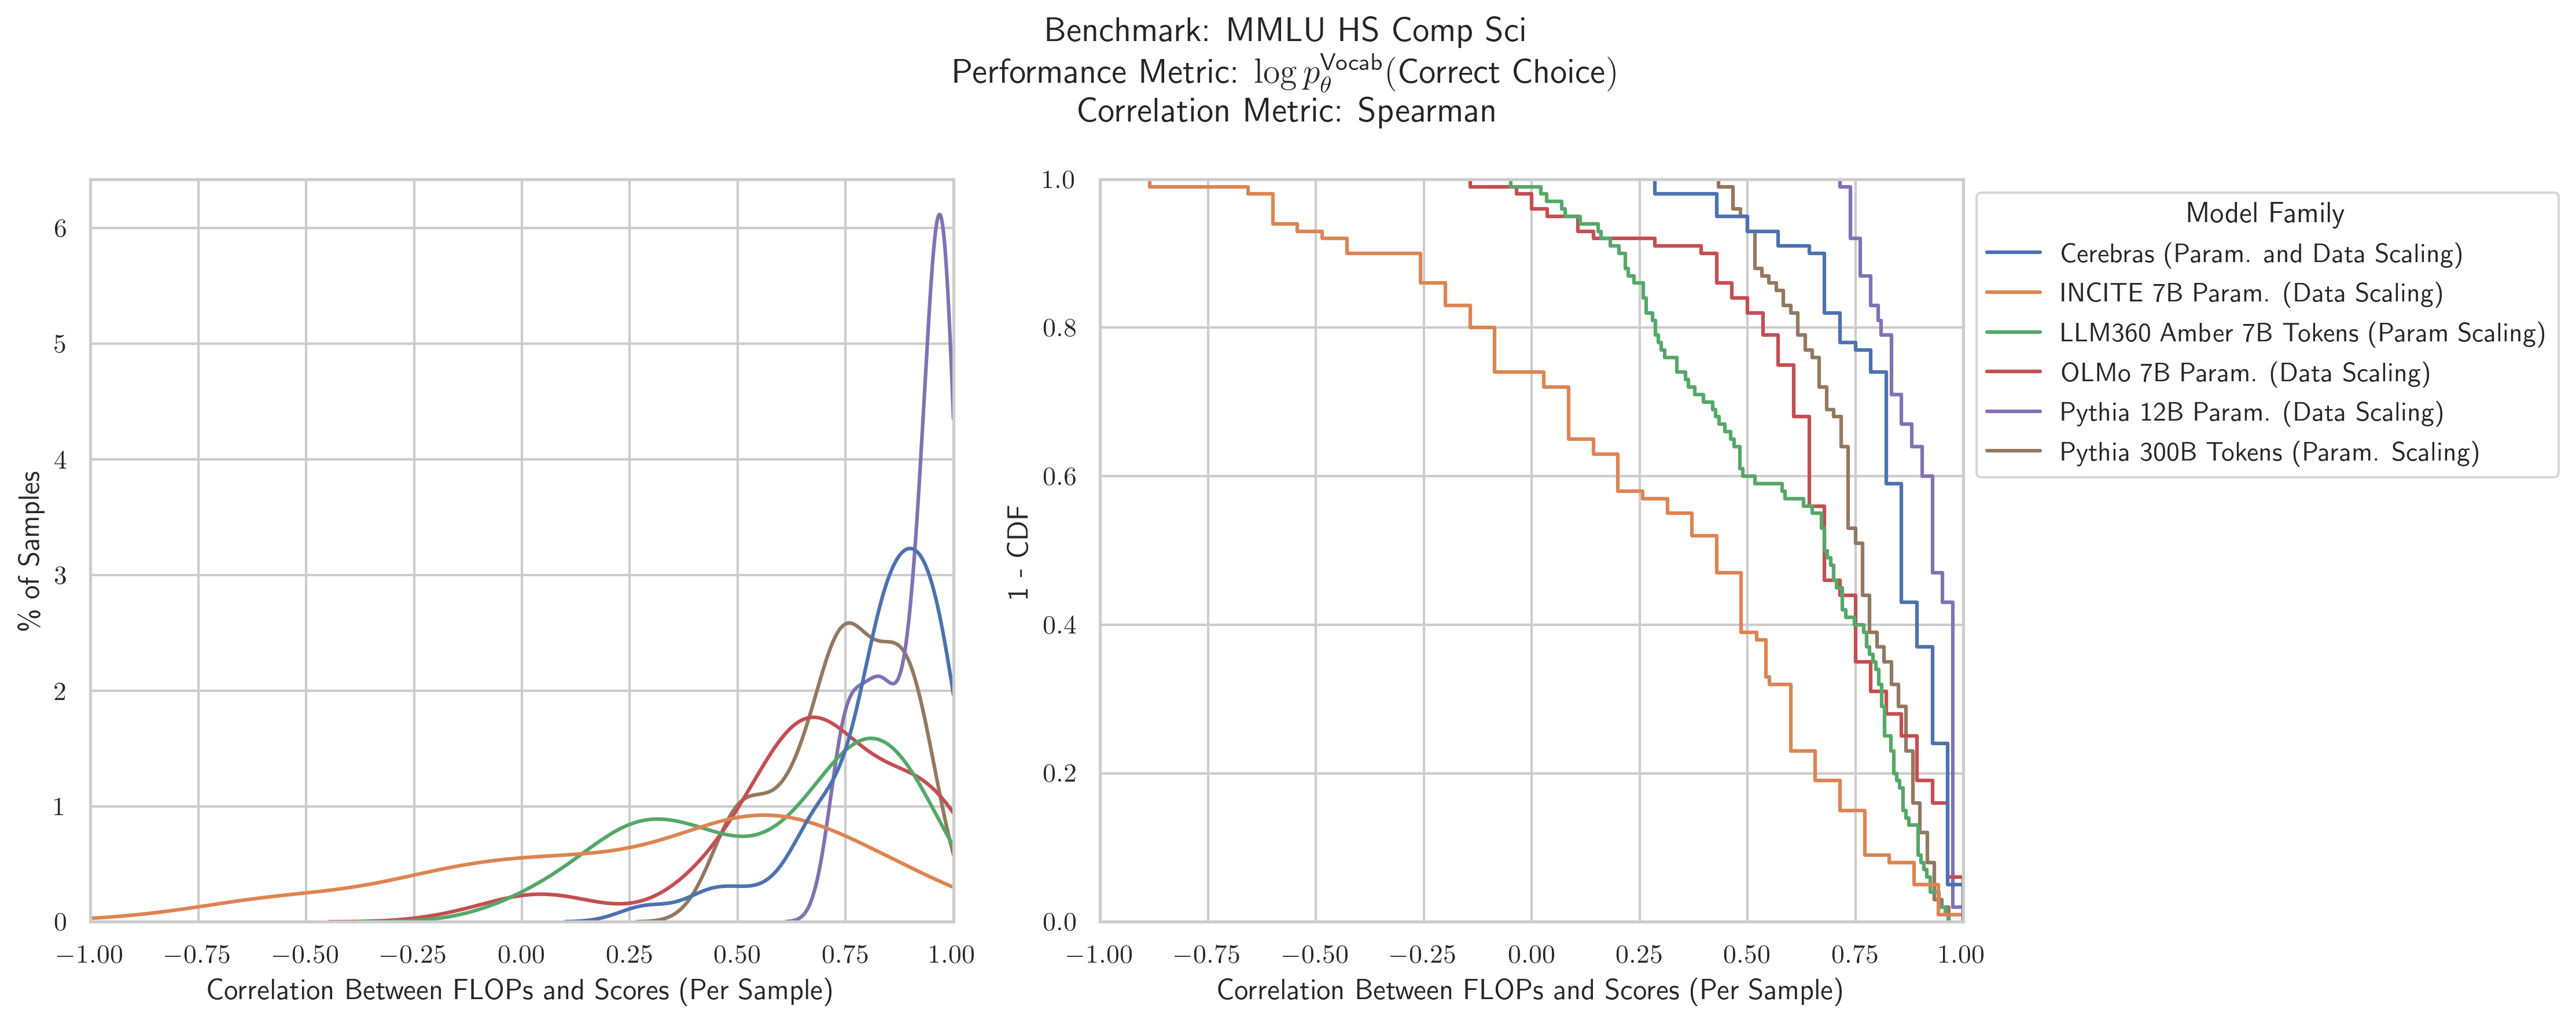 Benchmark: MMLU HS Comp Sci
Performance Metric: log p_θ^Vocab(Correct Choice)
Correlation Metric: Spearman
% of Samples
6
5
4
3
2
1
0
−1.00 −0.75 −0.50 −0.25 0.00 0.25 0.50 0.75 1.00
Correlation Between FLOPs and Scores (Per Sample)
1 - CDF
1.0
0.8
0.6
0.4
0.2
0.0
−1.00 −0.75 −0.50 −0.25 0.00 0.25 0.50 0.75 1.00
Correlation Between FLOPs and Scores (Per Sample)
Model Family
Cerebras (Param. and Data Scaling)
INCITE 7B Param. (Data Scaling)
LLM360 Amber 7B Tokens (Param Scaling)
OLMo 7B Param. (Data Scaling)
Pythia 12B Param. (Data Scaling)
Pythia 300B Tokens (Param. Scaling)